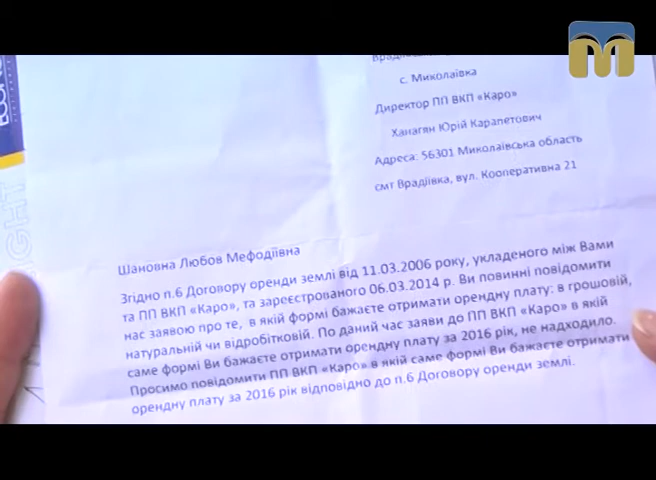 с. Миколаївка
Директор ПП ВКП «Каро»
Ханагян Юрій Карапетович
Адреса: 56301 Миколаївська область
смт Врадіївка, вул. Кооперативна 21
Шановна Любов Мефодіївна
Згідно п.6 Договору оренди землі від 11.03.2006 року, укладеного між Вами
та ПП ВКП «Каро», та зареєстрованого 06.03.2014 р. Ви повинні повідомити
нас заявою про те, в якій формі бажаєте отримати орендну плату: в грошовій,
натуральній чи відробітковій. По даний час заяви до ПП ВКП «Каро» в якій
саме формі Ви бажаєте отримати орендну плату за 2016 рік, не надходило.
Просимо повідомити ПП ВКП «Каро» в якій саме формі Ви бажаєте отримати
орендну плату за 2016 рік відповідно до п.6 Договору оренди землі.